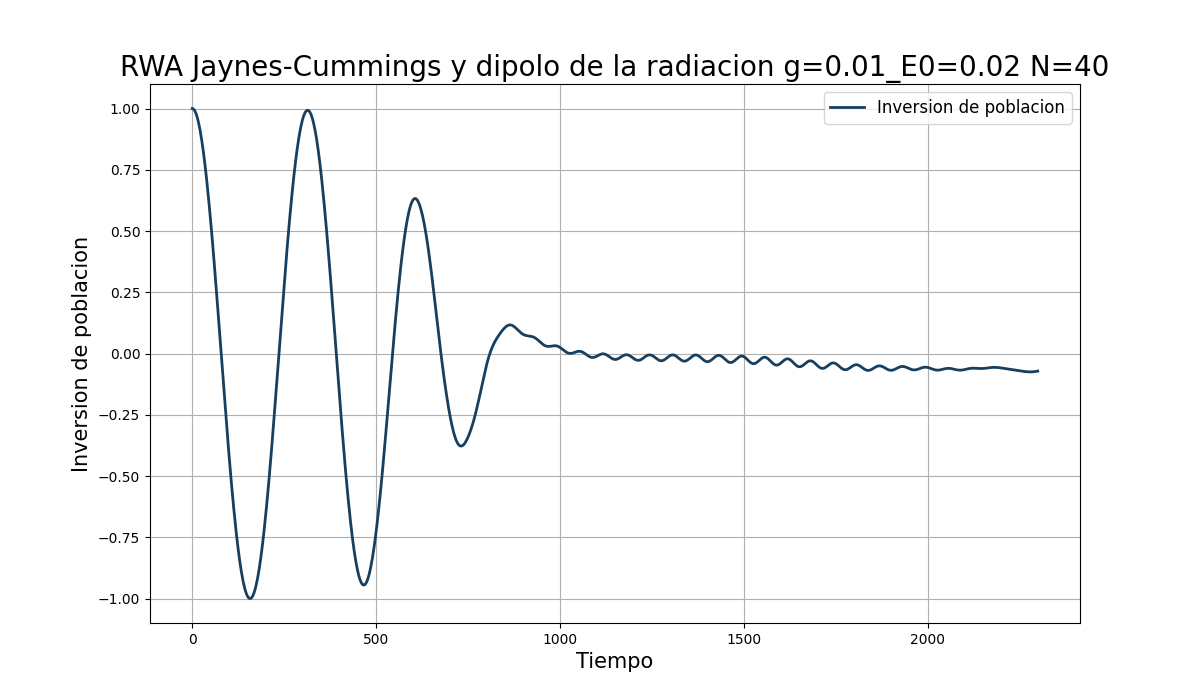 RWA Jaynes-Cummings y dipolo de la radiacion g=0.01_E0=0.02 N=40
Inversion de poblacion
1.00
0.75
0.50
0.25
0.00
−0.25
−0.50
−0.75
−1.00
Inversion de poblacion
0 500 1000 1500 2000
Tiempo